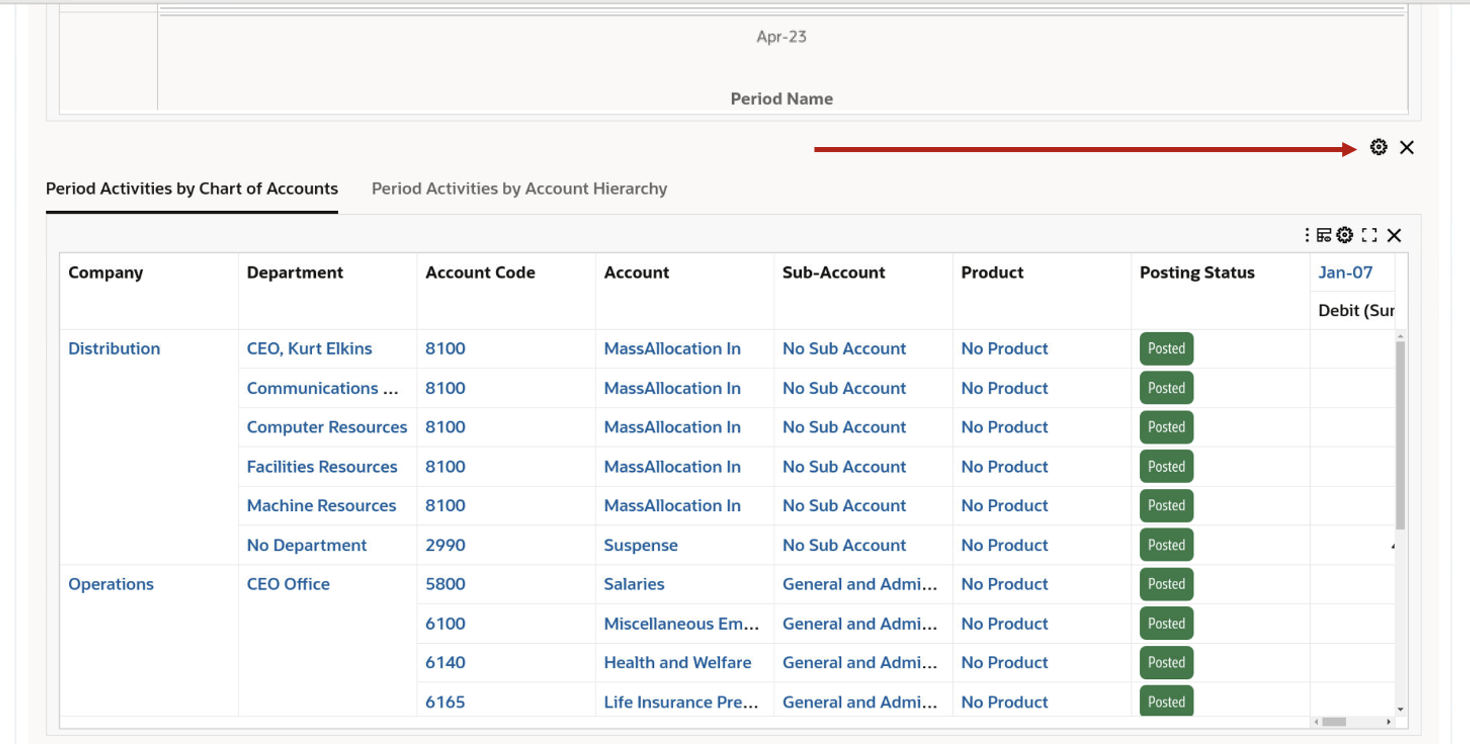 Apr-23
Period Name
Period Activities by Chart of Accounts Period Activities by Account Hierarchy
Company Department Account Code Account Sub-Account Product Posting Status Jan-07
Debit (Sur
Distribution CEO, Kurt Elkins 8100 MassAllocation In No Sub Account No Product Posted
Communications ... 8100 MassAllocation In No Sub Account No Product Posted
Computer Resources 8100 MassAllocation In No Sub Account No Product Posted
Facilities Resources 8100 MassAllocation In No Sub Account No Product Posted
Machine Resources 8100 MassAllocation In No Sub Account No Product Posted
No Department 2990 Suspense No Sub Account No Product Posted
Operations CEO Office 5800 Salaries General and Admi... No Product Posted
6100 Miscellaneous Em... General and Admi... No Product Posted
6140 Health and Welfare General and Admi... No Product Posted
6165 Life Insurance Pre... General and Admi... No Product Posted